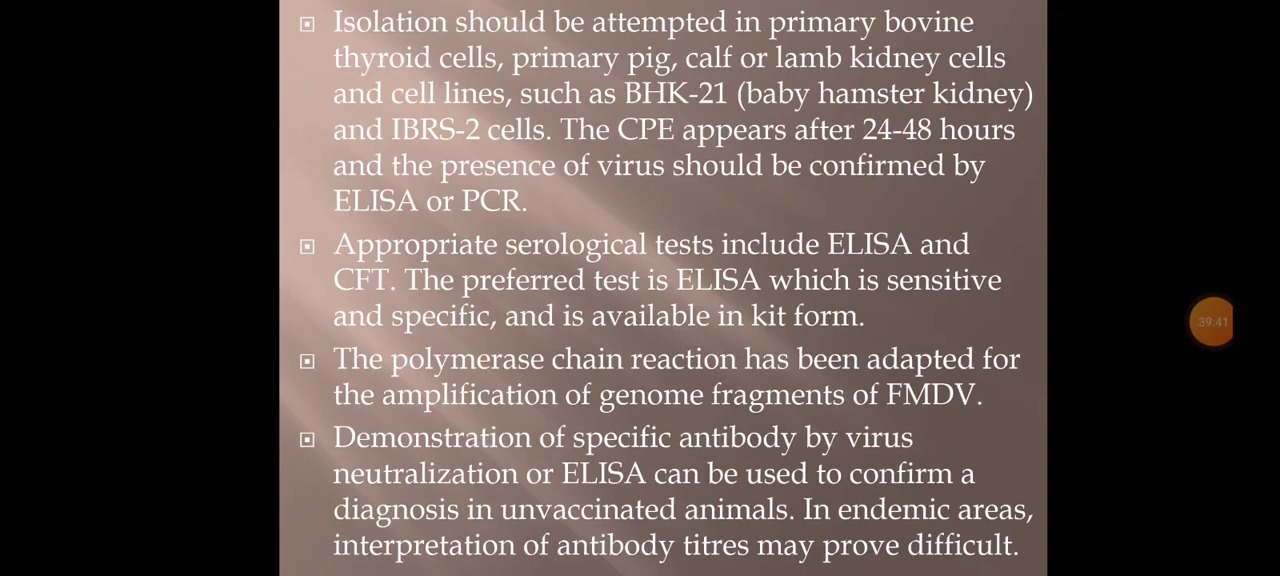 Isolation should be attempted in primary bovine
thyroid cells, primary pig, calf or lamb kidney cells
and cell lines, such as BHK-21 (baby hamster kidney)
and IBRS-2 cells. The CPE appears after 24-48 hours
and the presence of virus should be confirmed by
ELISA or PCR.
Appropriate serological tests include ELISA and
CFT. The preferred test is ELISA which is sensitive
and specific, and is available in kit form.
The polymerase chain reaction has been adapted for
the amplification of genome fragments of FMDV.
Demonstration of specific antibody by virus
neutralization or ELISA can be used to confirm a
diagnosis in unvaccinated animals. In endemic areas,
interpretation of antibody titres may prove difficult.
39:41